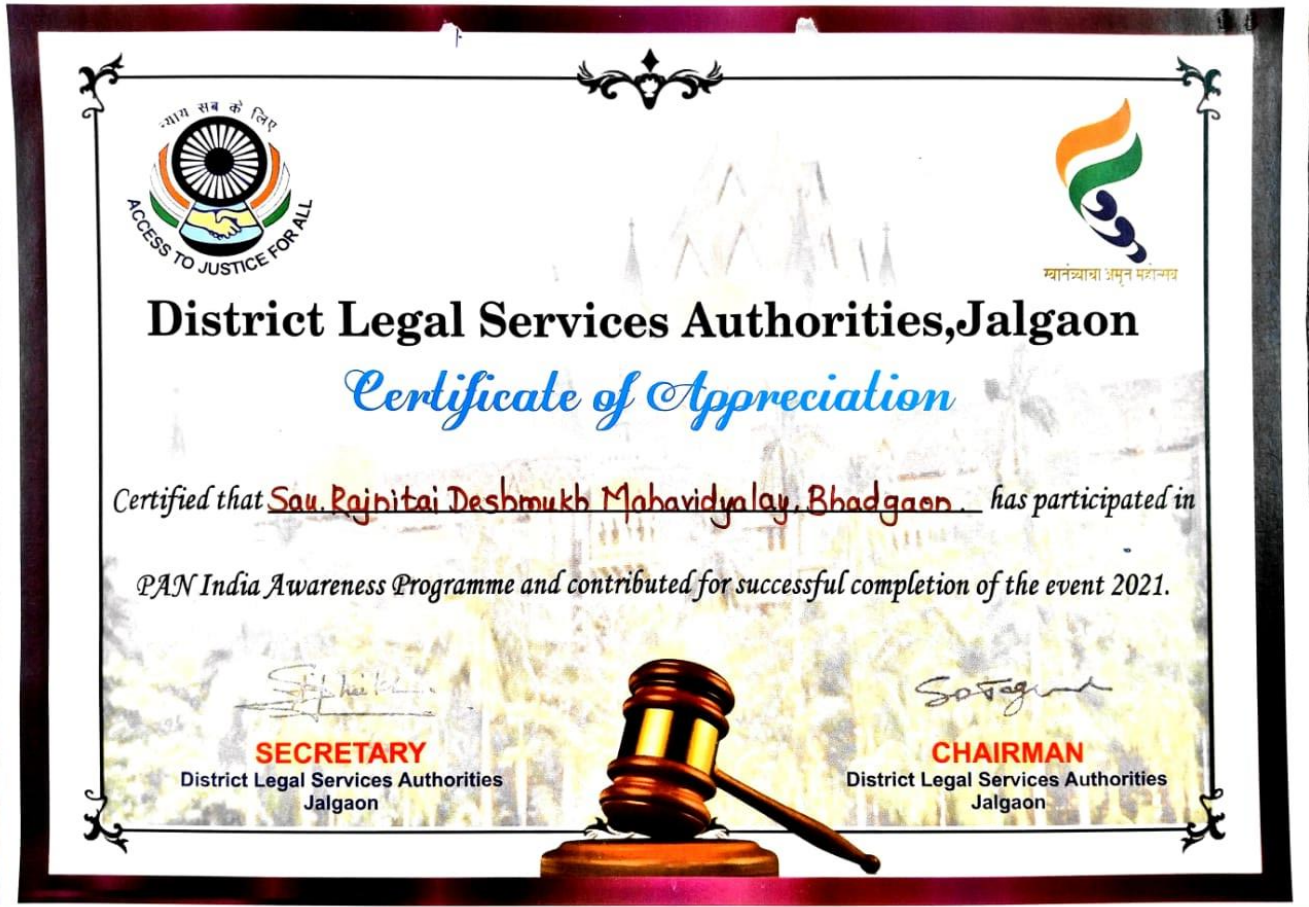 न्याय सब के लिए
ACCESS TO JUSTICE FOR ALL
स्वातंत्र्याचा अमृत महोत्सव
District Legal Services Authorities,Jalgaon
Certificate of Appreciation
Certified that Sau. Rajnitai Deshmukh Mahavidyalay, Bhadgaon. has participated in
PAN India Awareness Programme and contributed for successful completion of the event 2021.
SECRETARY
District Legal Services Authorities
Jalgaon
CHAIRMAN
District Legal Services Authorities
Jalgaon